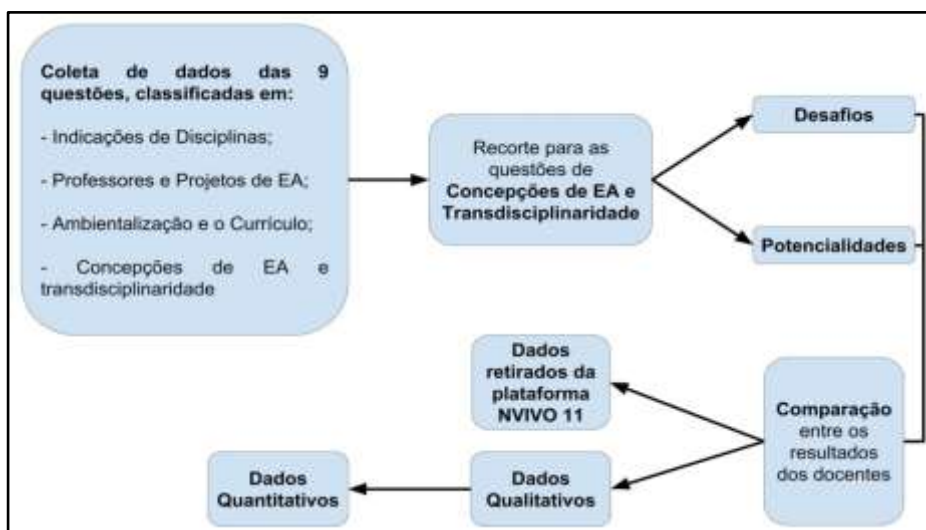 Coleta de dados das 9
questões, classificadas em:
- Indicações de Disciplinas;
- Professores e Projetos de EA;
- Ambientalização e o Currículo;
- Concepções de EA e
transdisciplinaridade
Recorte para as
questões de
Concepções de EA e
Transdisciplinaridade
Desafios
Potencialidades
Comparação
entre os
resultados
dos docentes
Dados
retirados da
plataforma
NVIVO 11
Dados
Qualitativos
Dados
Quantitativos